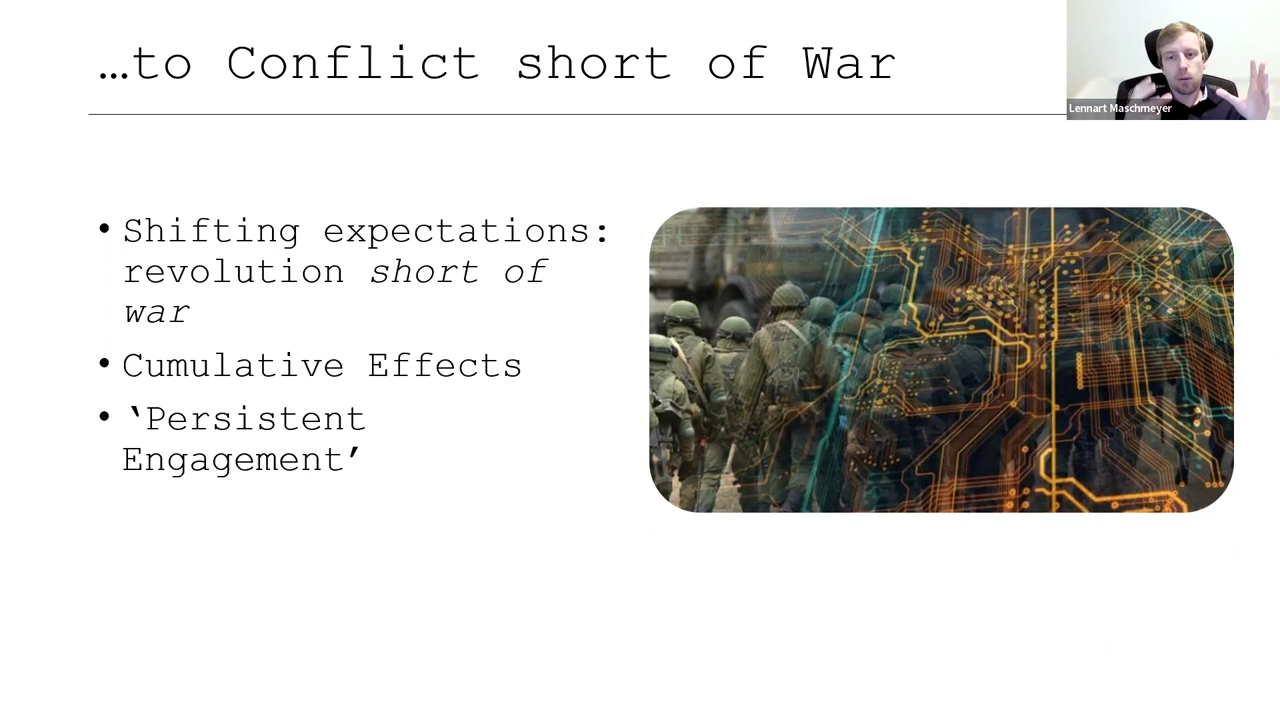 …to Conflict short of War
Lennart Maschmeyer
• Shifting expectations:
revolution short of
war
• Cumulative Effects
• ‘Persistent
Engagement’